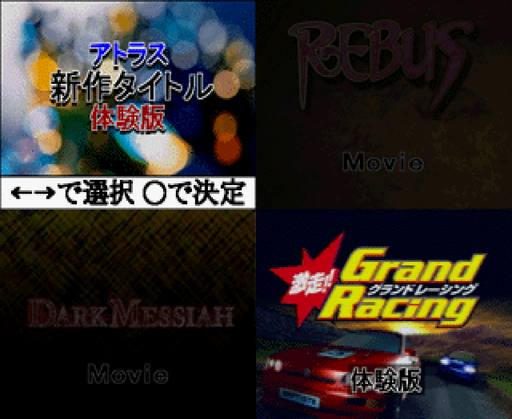 アトラス
新作タイトル
体験版
←→で選択 ○で決定
REBUS
Movie
DARK MESSIAH
Movie
激走!!
Grand
グランドレーシング
Racing
体験版